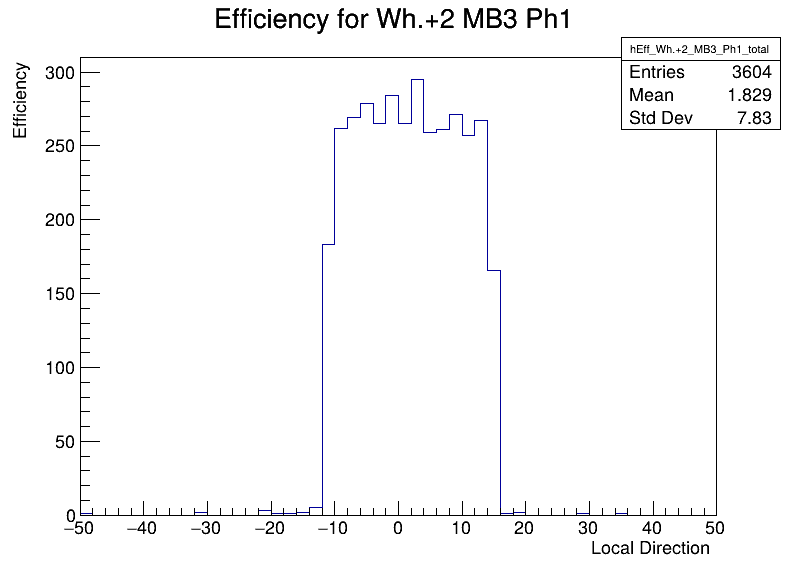 Efficiency for Wh.+2 MB3 Ph1
hEff_Wh.+2_MB3_Ph1_total
Entries 3604
Mean 1.829
Std Dev 7.83
Efficiency
300
250
200
150
100
50
0
−50 −40 −30 −20 −10 0 10 20 30 40 50
Local Direction